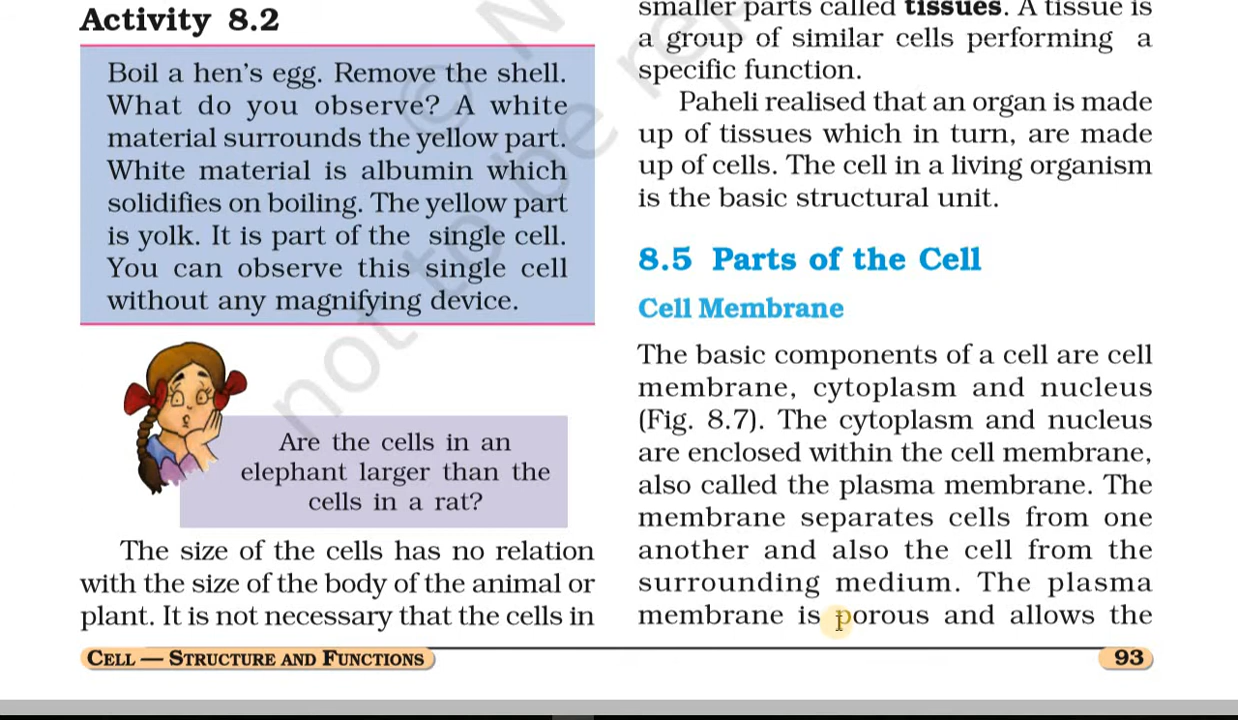 Activity 8.2
Boil a hen's egg. Remove the shell.
What do you observe? A white
material surrounds the yellow part.
White material is albumin which
solidifies on boiling. The yellow part
is yolk. It is part of the single cell.
You can observe this single cell
without any magnifying device.
Are the cells in an
elephant larger than the
cells in a rat?
The size of the cells has no relation
with the size of the body of the animal or
plant. It is not necessary that the cells in
smaller parts called tissues. A tissue is
a group of similar cells performing a
specific function.
Paheli realised that an organ is made
up of tissues which in turn, are made
up of cells. The cell in a living organism
is the basic structural unit.
8.5 Parts of the Cell
Cell Membrane
The basic components of a cell are cell
membrane, cytoplasm and nucleus
(Fig. 8.7). The cytoplasm and nucleus
are enclosed within the cell membrane,
also called the plasma membrane. The
membrane separates cells from one
another and also the cell from the
surrounding medium. The plasma
membrane is porous and allows the
CELL — STRUCTURE AND FUNCTIONS
93
© N
not to be re